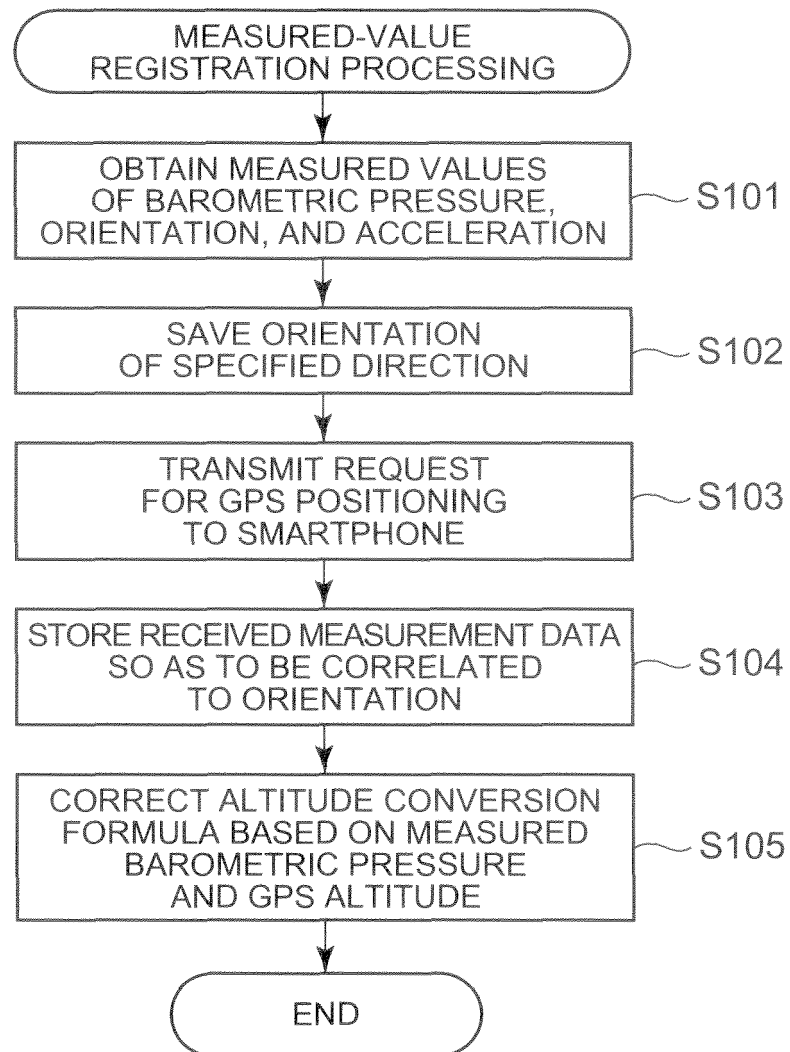 MEASURED-VALUE
REGISTRATION PROCESSING
OBTAIN MEASURED VALUES
OF BAROMETRIC PRESSURE,
ORIENTATION, AND ACCELERATION
S101
SAVE ORIENTATION
OF SPECIFIED DIRECTION
S102
TRANSMIT REQUEST
FOR GPS POSITIONING
TO SMARTPHONE
S103
STORE RECEIVED MEASUREMENT DATA
SO AS TO BE CORRELATED
TO ORIENTATION
S104
CORRECT ALTITUDE CONVERSION
FORMULA BASED ON MEASURED
BAROMETRIC PRESSURE
AND GPS ALTITUDE
S105
END